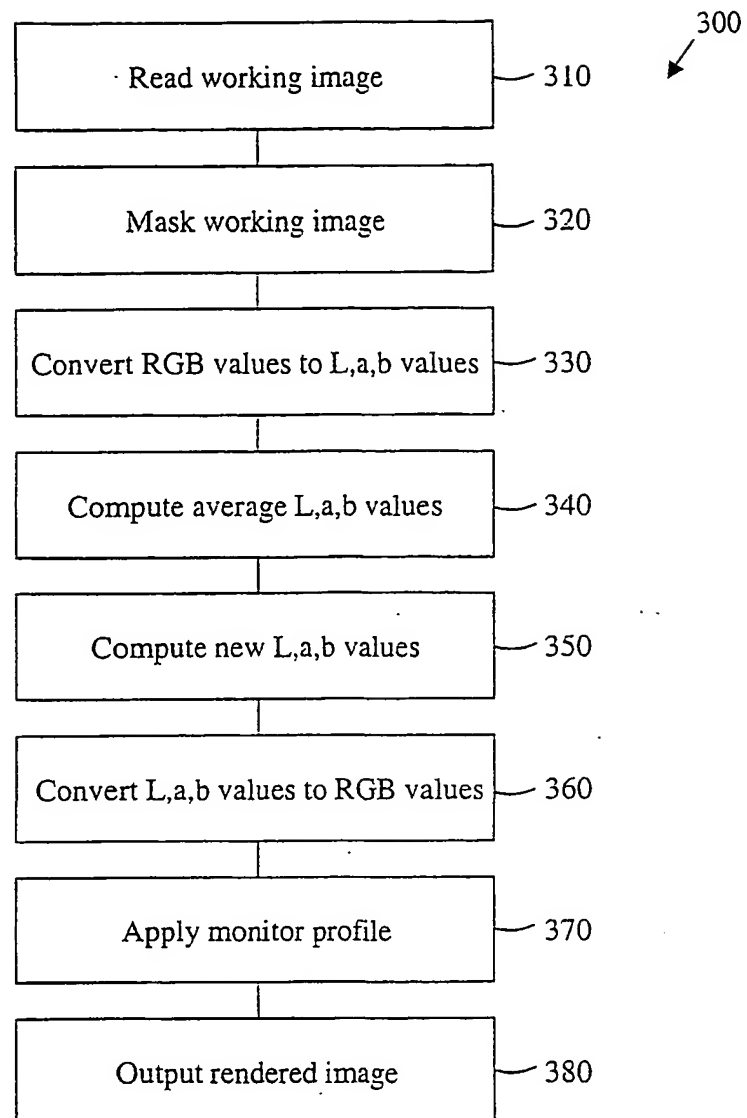 300
Read working image 310
Mask working image 320
Convert RGB values to L,a,b values 330
Compute average L,a,b values 340
Compute new L,a,b values 350
Convert L,a,b values to RGB values 360
Apply monitor profile 370
Output rendered image 380